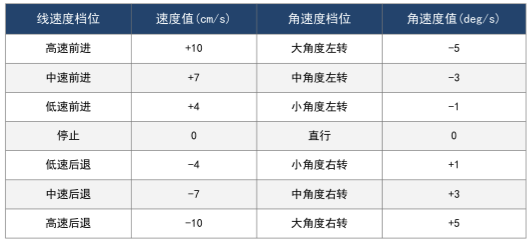 线速度档位 速度值(cm/s) 角速度档位 角速度值(deg/s)
高速前进 +10 大角度左转 -5
中速前进 +7 中角度左转 -3
低速前进 +4 小角度左转 -1
停止 0 直行 0
低速后退 -4 小角度右转 +1
中速后退 -7 中角度右转 +3
高速后退 -10 大角度右转 +5